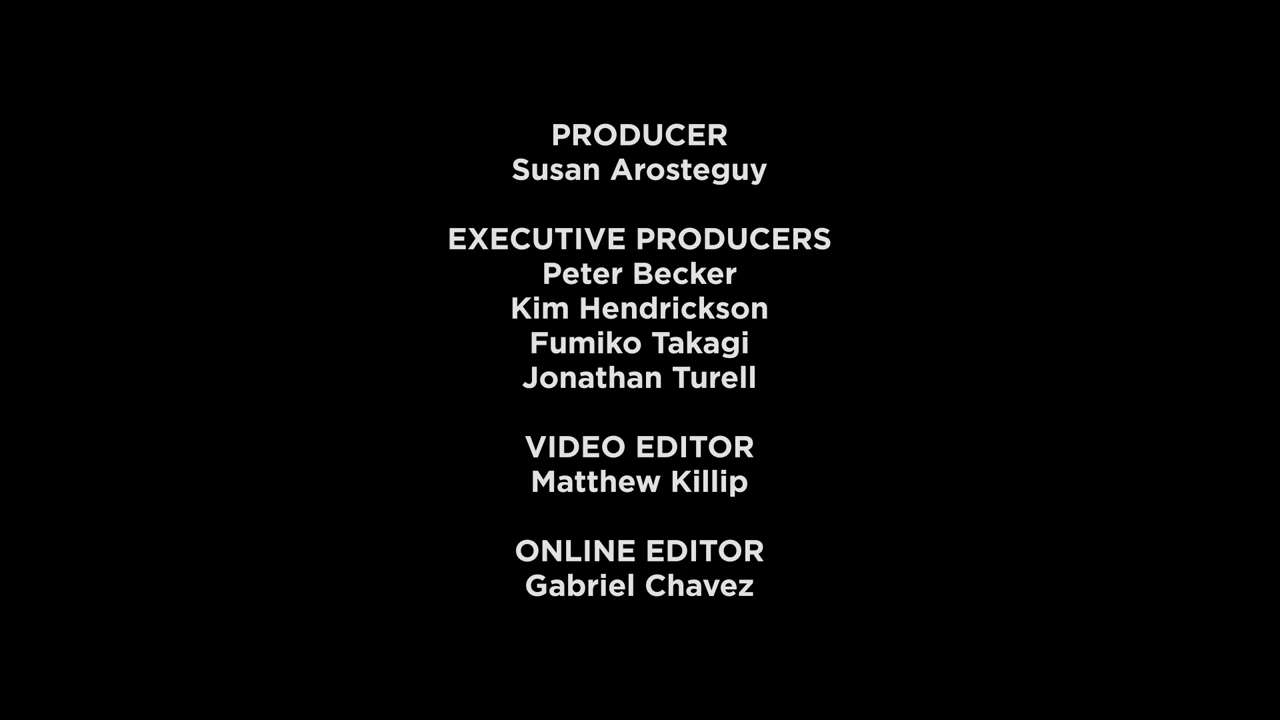 PRODUCER
Susan Arosteguy
EXECUTIVE PRODUCERS
Peter Becker
Kim Hendrickson
Fumiko Takagi
Jonathan Turell
VIDEO EDITOR
Matthew Killip
ONLINE EDITOR
Gabriel Chavez